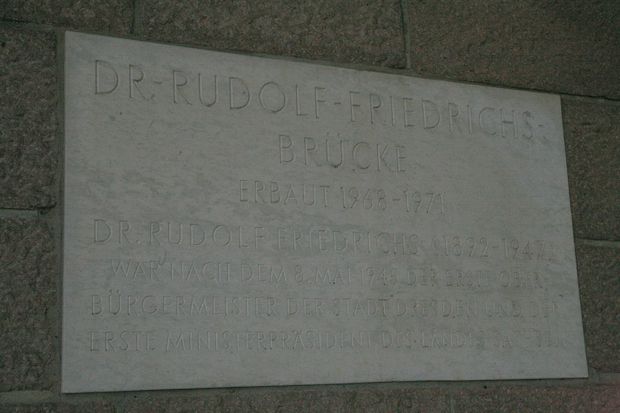 DR.-RUDOLF-FRIEDRICHS-
BRÜCKE
ERBAUT 1968-1971
DR. RUDOLF FRIEDRICHS (1892-1947)
WAR NACH DEM 8. MAI 1945 DER ERSTE OBER-
BÜRGERMEISTER DER STADT DRESDEN UND DER
ERSTE MINISTERPRÄSIDENT DES LANDES SACHSEN